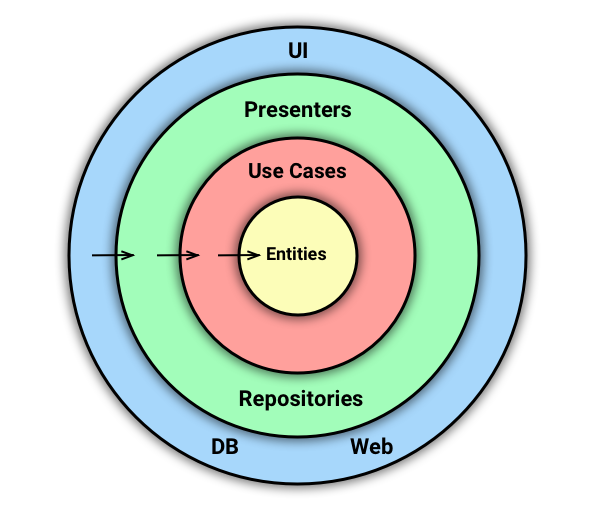 UI
Presenters
Use Cases
Entities
Repositories
DB
Web